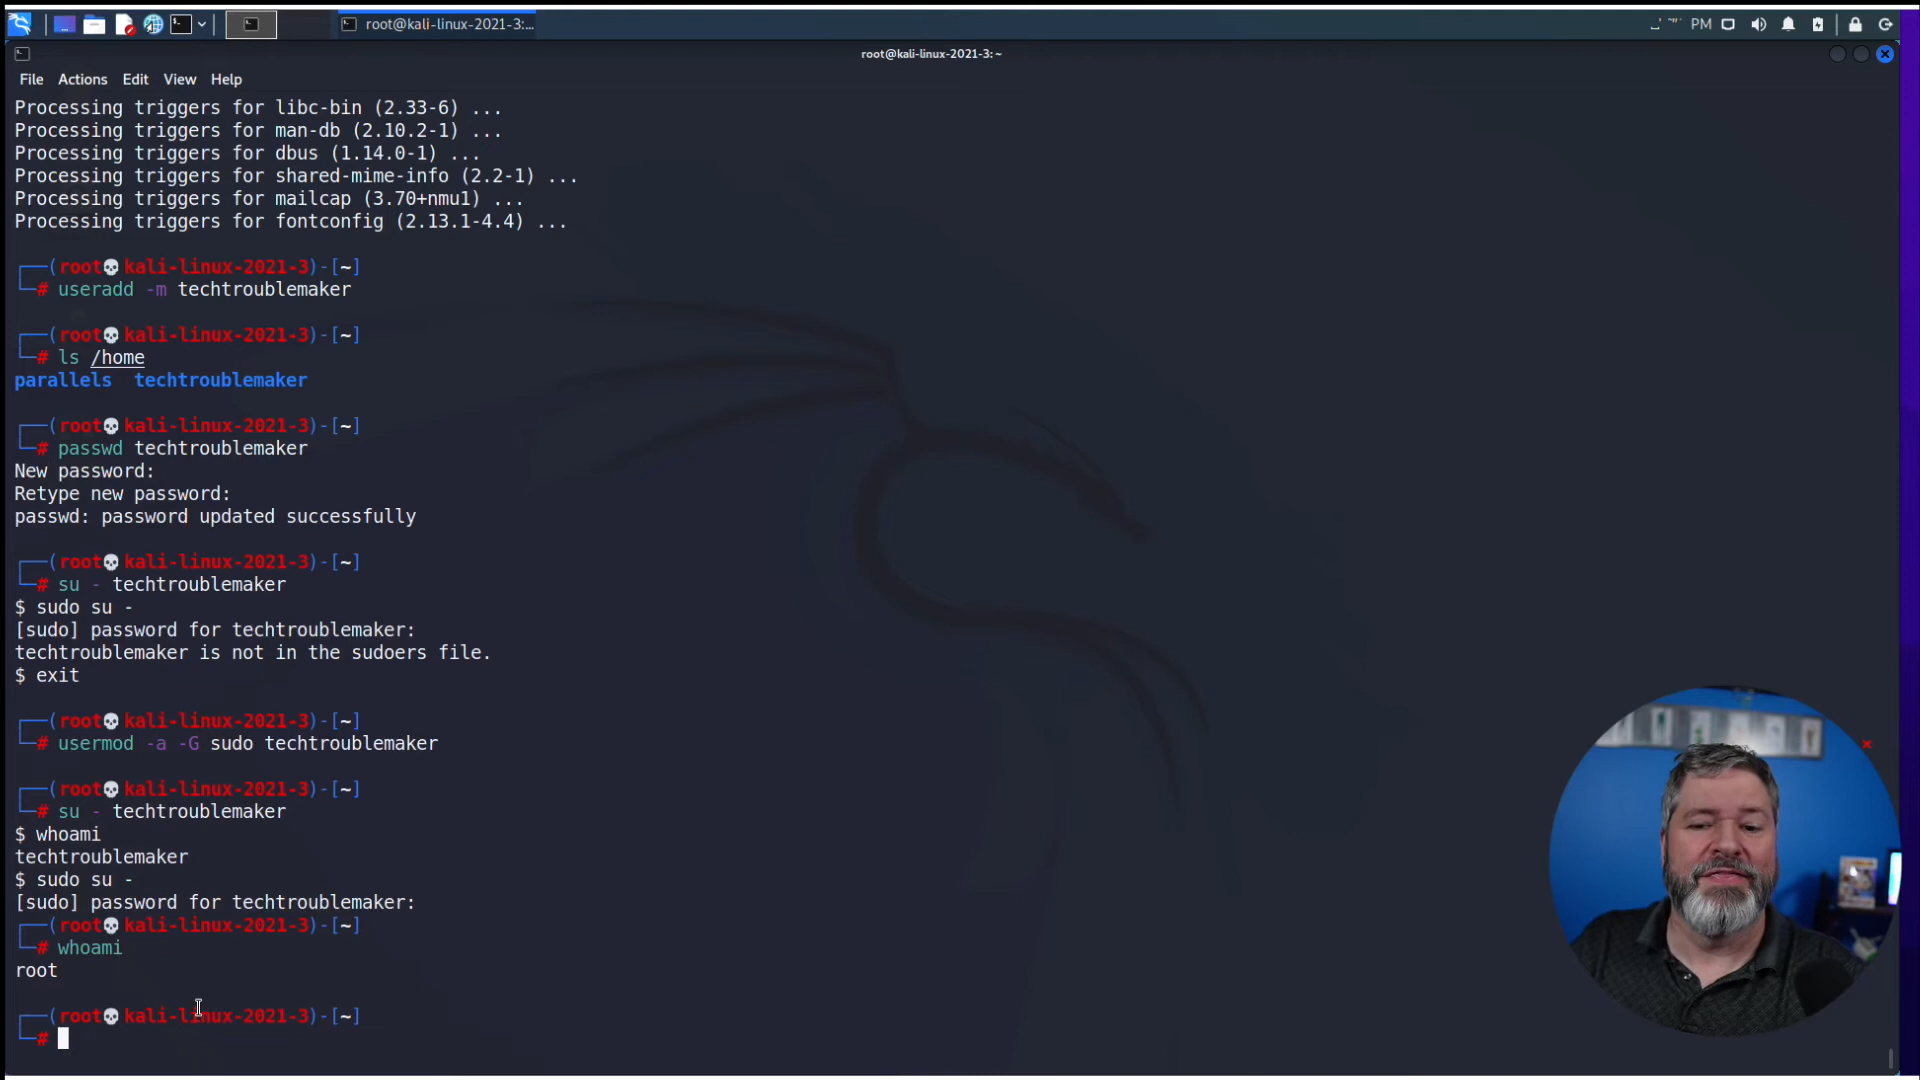 root@kali-linux-2021-3:...
PM
root@kali-linux-2021-3:~
File Actions Edit View Help
Processing triggers for libc-bin (2.33-6) ...
Processing triggers for man-db (2.10.2-1) ...
Processing triggers for dbus (1.14.0-1) ...
Processing triggers for shared-mime-info (2.2-1) ...
Processing triggers for mailcap (3.70+nmu1) ...
Processing triggers for fontconfig (2.13.1-4.4) ...
┌──(root💀kali-linux-2021-3)-[~]
└─# useradd -m techtroublemaker
┌──(root💀kali-linux-2021-3)-[~]
└─# ls /home
parallels  techtroublemaker
┌──(root💀kali-linux-2021-3)-[~]
└─# passwd techtroublemaker
New password:
Retype new password:
passwd: password updated successfully
┌──(root💀kali-linux-2021-3)-[~]
└─# su - techtroublemaker
$ sudo su -
[sudo] password for techtroublemaker:
techtroublemaker is not in the sudoers file.
$ exit
┌──(root💀kali-linux-2021-3)-[~]
└─# usermod -a -G sudo techtroublemaker
┌──(root💀kali-linux-2021-3)-[~]
└─# su - techtroublemaker
$ whoami
techtroublemaker
$ sudo su -
[sudo] password for techtroublemaker:
┌──(root💀kali-linux-2021-3)-[~]
└─# whoami
root
┌──(root💀kali-linux-2021-3)-[~]
└─#